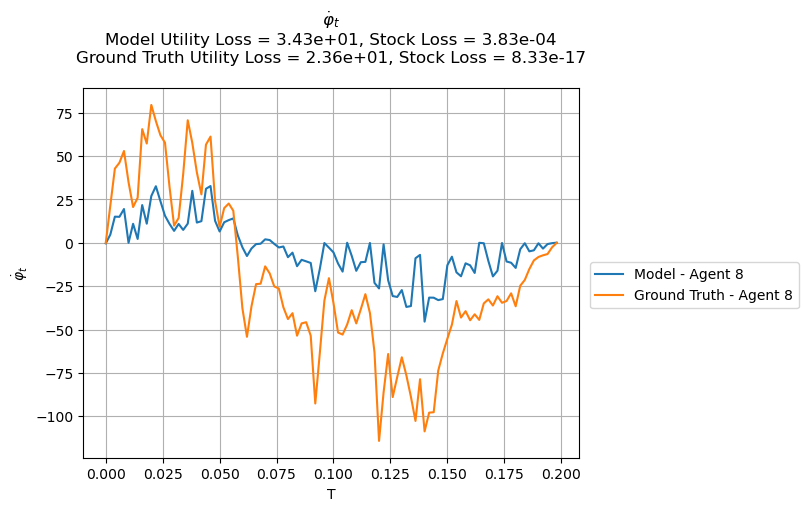 φ̇ₜ
Model Utility Loss = 3.43e+01, Stock Loss = 3.83e-04
Ground Truth Utility Loss = 2.36e+01, Stock Loss = 8.33e-17
75
50
25
0
−25
−50
−75
−100
φ̇ₜ
0.000 0.025 0.050 0.075 0.100 0.125 0.150 0.175 0.200
T
Model - Agent 8
Ground Truth - Agent 8